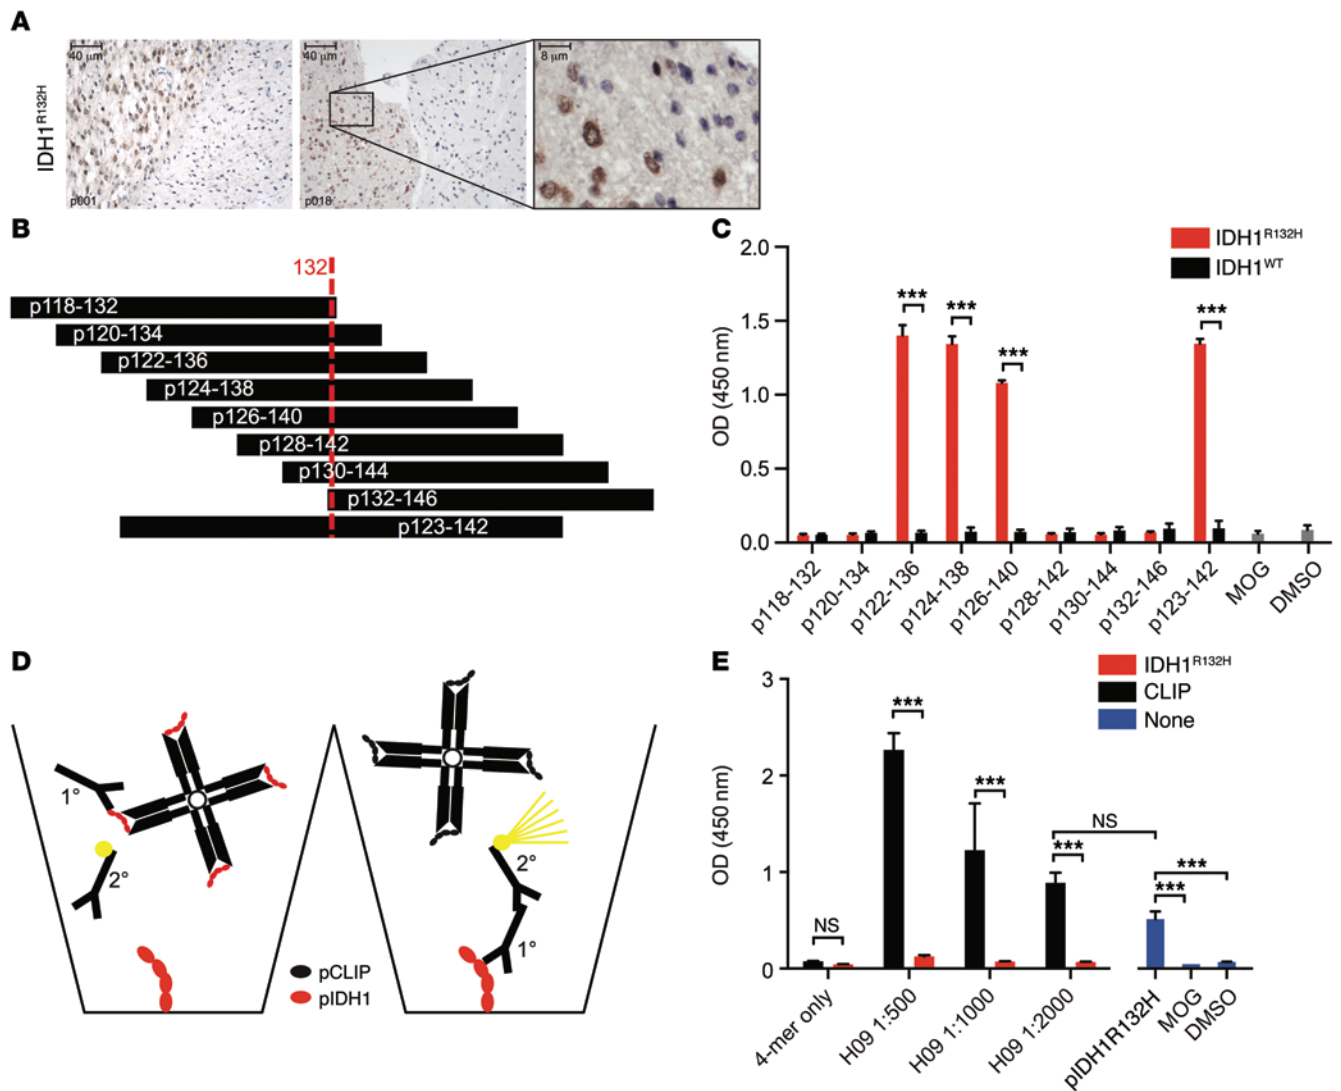 A
IDH1R132H
40 μm
p001
40 μm
p018
8 μm
B
132
p118-132
p120-134
p122-136
p124-138
p126-140
p128-142
p130-144
p132-146
p123-142
C
IDH1R132H
IDH1WT
OD (450 nm)
2.0
1.5
1.0
0.5
0.0
***
***
***
***
p118-132
p120-134
p122-136
p124-138
p126-140
p128-142
p130-144
p132-146
p123-142
MOG
DMSO
D
1°
2°
2°
1°
pCLIP
pIDH1
E
IDH1R132H
CLIP
None
OD (450 nm)
3
2
1
0
NS
***
***
***
NS
***
***
4-mer only
H09 1:500
H09 1:1000
H09 1:2000
pIDH1R132H
MOG
DMSO